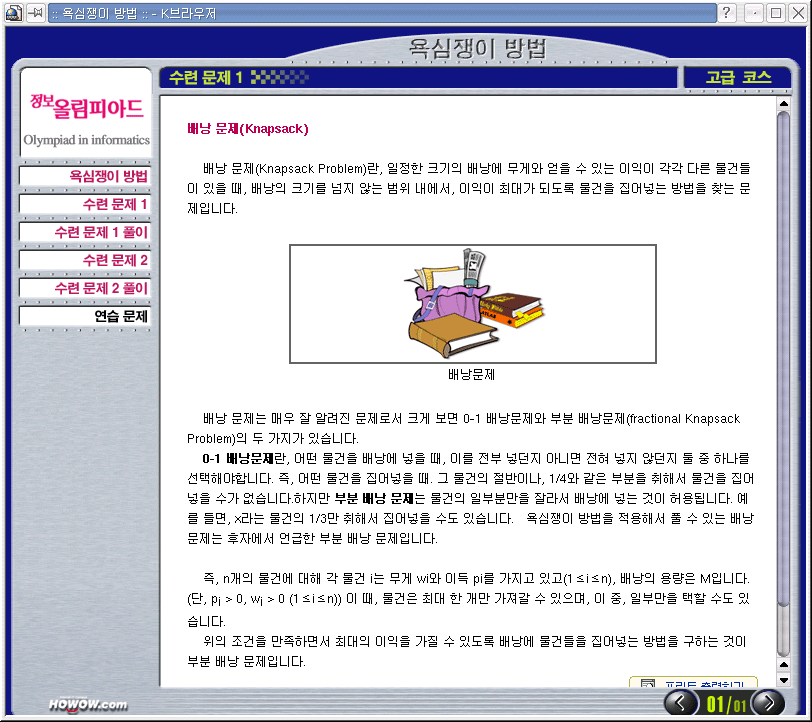 :: 욕심쟁이 방법 :: - K브라우저
욕심쟁이 방법
수련 문제 1
고급 코스
정보올림피아드
Olympiad in informatics
욕심쟁이 방법
수련 문제 1
수련 문제 1 풀이
수련 문제 2
수련 문제 2 풀이
연습 문제
배낭 문제(Knapsack)
배낭 문제(Knapsack Problem)란, 일정한 크기의 배낭에 무게와 얻을 수 있는 이익이 각각 다른 물건들
이 있을 때, 배낭의 크기를 넘지 않는 범위 내에서, 이익이 최대가 되도록 물건을 집어넣는 방법을 찾는 문
제입니다.
배낭문제
배낭 문제는 매우 잘 알려진 문제로서 크게 보면 0-1 배낭문제와 부분 배낭문제(fractional Knapsack
Problem)의 두 가지가 있습니다.
0-1 배낭문제란, 어떤 물건을 배낭에 넣을 때, 이를 전부 넣던지 아니면 전혀 넣지 않던지 둘 중 하나를
선택해야합니다. 즉, 어떤 물건을 집어넣을 때. 그 물건의 절반이나, 1/4와 같은 부분을 취해서 물건을 집어
넣을 수가 없습니다.하지만 부분 배낭 문제는 물건의 일부분만을 잘라서 배낭에 넣는 것이 허용됩니다. 예
를 들면, x라는 물건의 1/3만 취해서 집어넣을 수도 있습니다. 욕심쟁이 방법을 적용해서 풀 수 있는 배낭
문제는 후자에서 언급한 부분 배낭 문제입니다.
즉, n개의 물건에 대해 각 물건 i는 무게 wi와 이득 pi를 가지고 있고(1≤i≤n), 배낭의 용량은 M입니다.
(단, pi > 0, wi > 0 (1≤i≤n)) 이 때, 물건은 최대 한 개만 가져갈 수 있으며, 이 중, 일부만을 택할 수도 있
습니다.
위의 조건을 만족하면서 최대의 이익을 가질 수 있도록 배낭에 물건들을 집어넣는 방법을 구하는 것이
부분 배낭 문제입니다.
프린트 출력하기
HOWOW.com
01/01